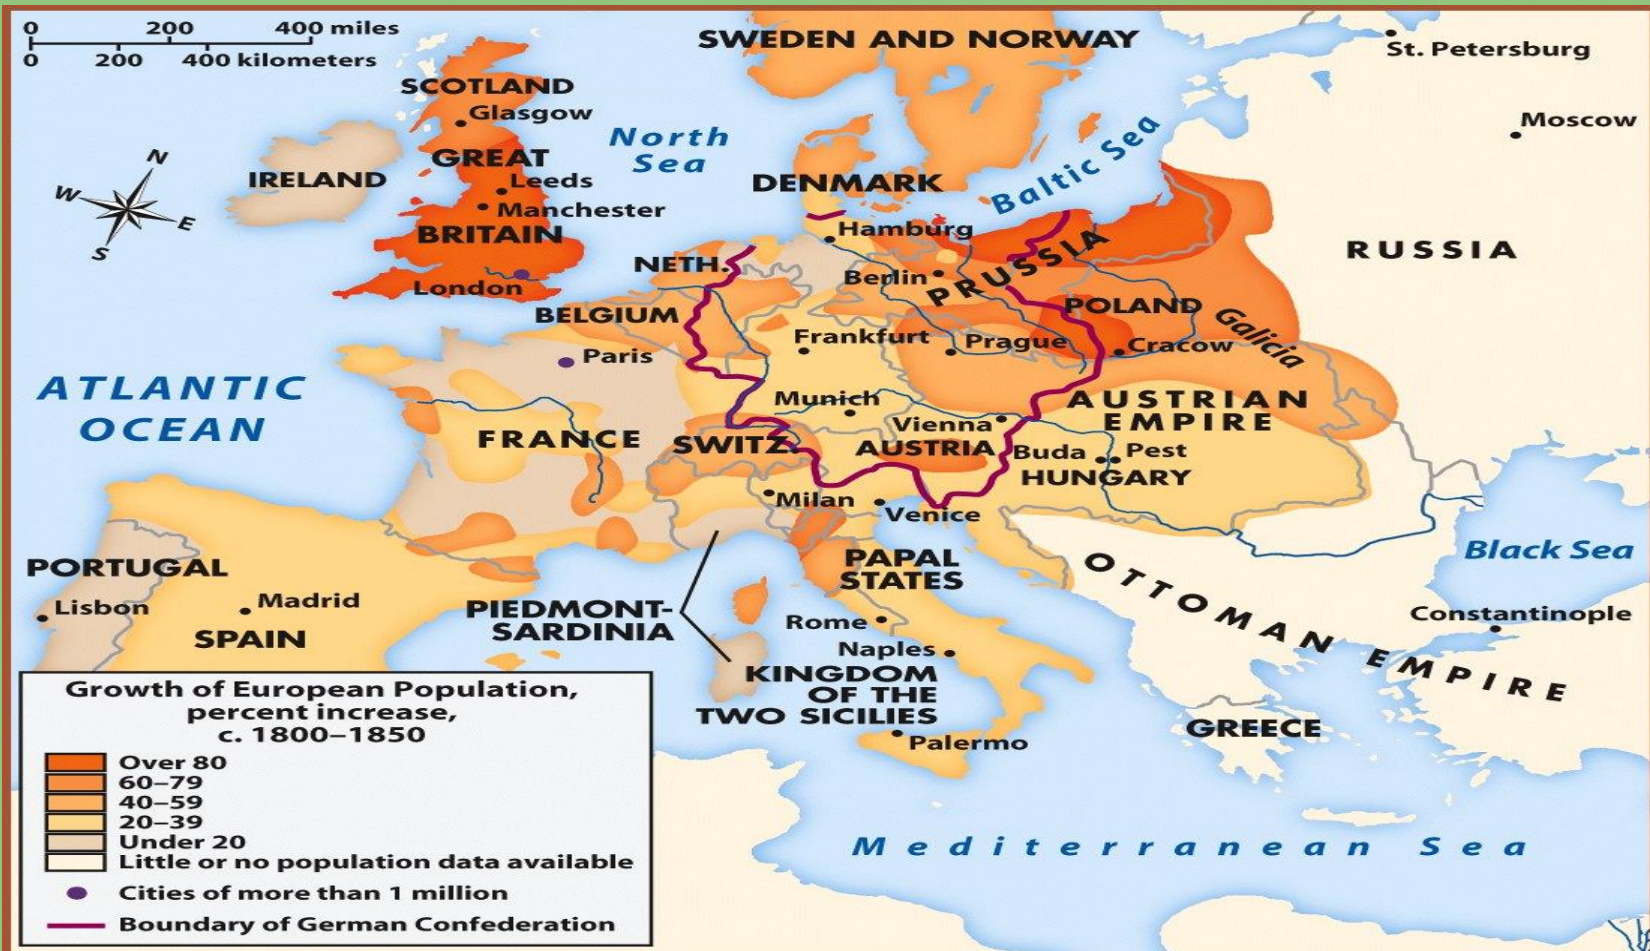 0 200 400 miles
0 200 400 kilometers
SWEDEN AND NORWAY
St. Petersburg
SCOTLAND
Glasgow
Moscow
North
Sea
Baltic Sea
N
W
E
S
GREAT
BRITAIN
IRELAND
Leeds
Manchester
London
DENMARK
Hamburg
RUSSIA
NETH.
Berlin
PRUSSIA
POLAND
Galicia
BELGIUM
Frankfurt
Prague
Cracow
Paris
ATLANTIC
OCEAN
Munich
Vienna
AUSTRIAN
EMPIRE
FRANCE
SWITZ.
AUSTRIA
Buda
Pest
HUNGARY
Milan
Venice
Black Sea
PORTUGAL
Lisbon
Madrid
SPAIN
PIEDMONT-
SARDINIA
PAPAL
STATES
OTTOMAN EMPIRE
Constantinople
Rome
Naples
KINGDOM
OF THE
TWO SICILIES
GREECE
Palermo
Mediterranean Sea
Growth of European Population,
percent increase,
c. 1800–1850
Over 80
60–79
40–59
20–39
Under 20
Little or no population data available
Cities of more than 1 million
Boundary of German Confederation